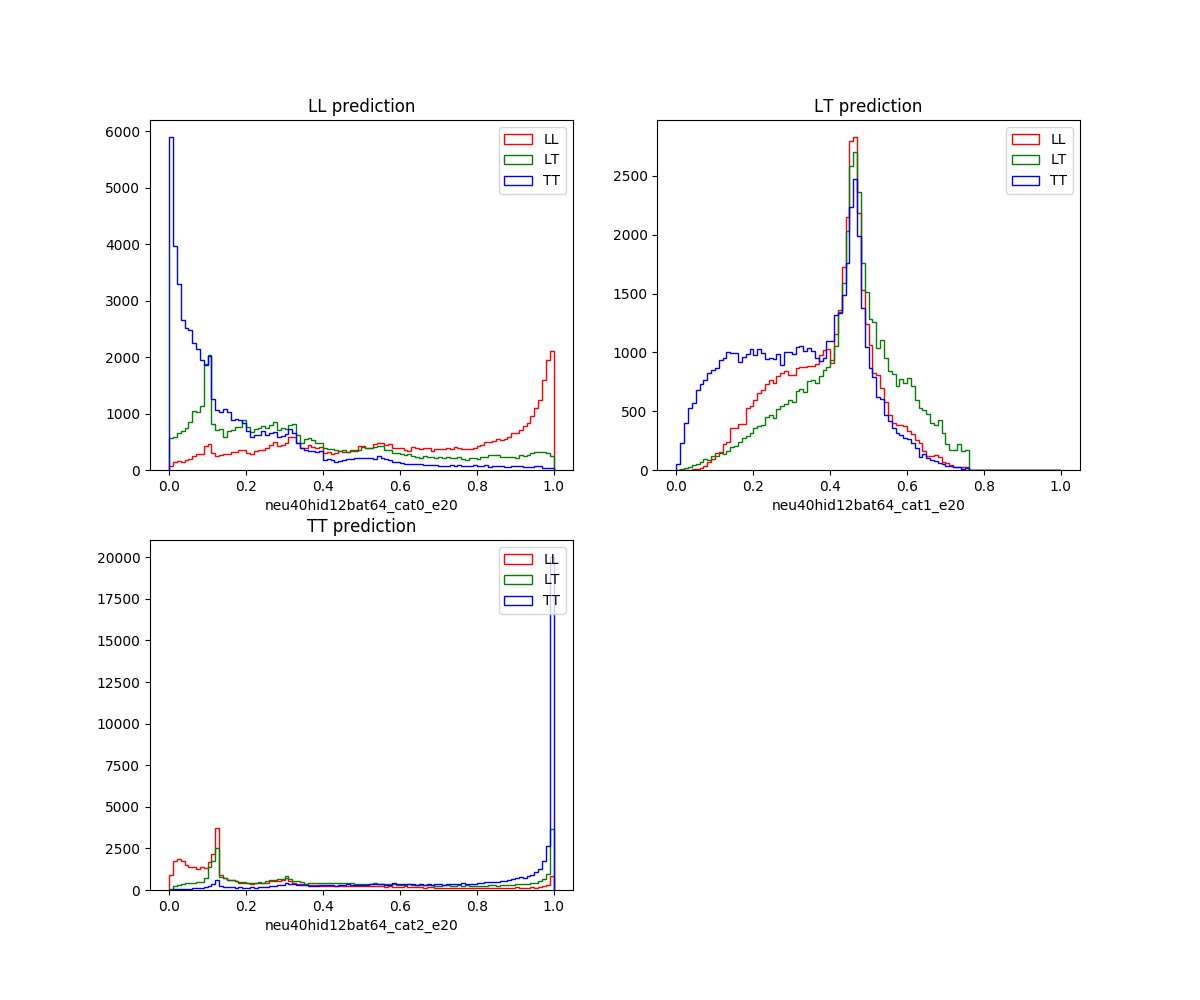 LL prediction
6000
5000
4000
3000
2000
1000
0
0.0 0.2 0.4 0.6 0.8 1.0
neu40hid12bat64_cat0_e20
LL
LT
TT
LT prediction
2500
2000
1500
1000
500
0
0.0 0.2 0.4 0.6 0.8 1.0
neu40hid12bat64_cat1_e20
LL
LT
TT
TT prediction
20000
17500
15000
12500
10000
7500
5000
2500
0
0.0 0.2 0.4 0.6 0.8 1.0
neu40hid12bat64_cat2_e20
LL
LT
TT